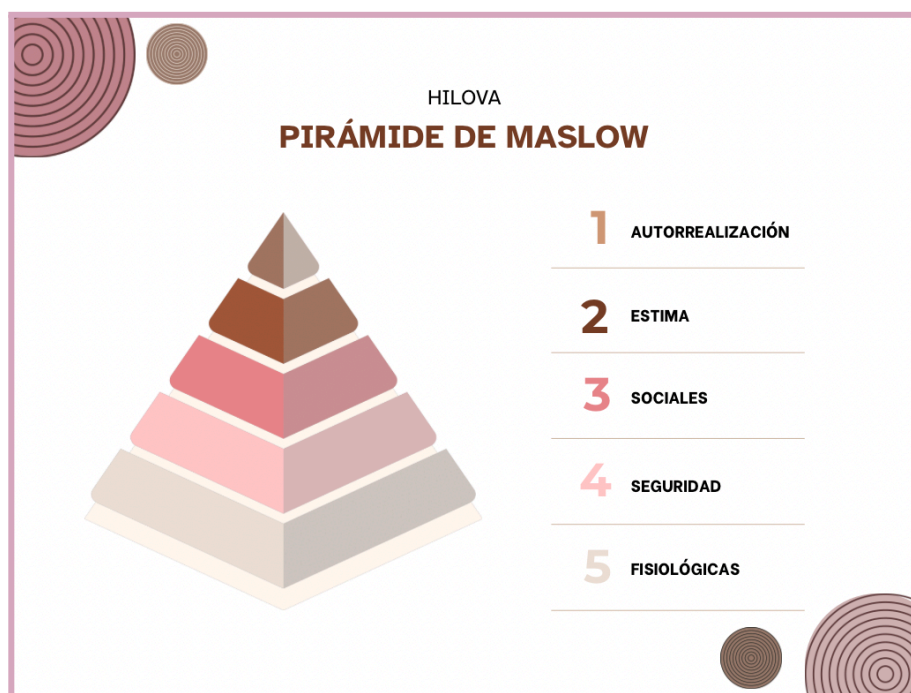 HILOVA
PIRÁMIDE DE MASLOW
1 AUTORREALIZACIÓN
2 ESTIMA
3 SOCIALES
4 SEGURIDAD
5 FISIOLÓGICAS